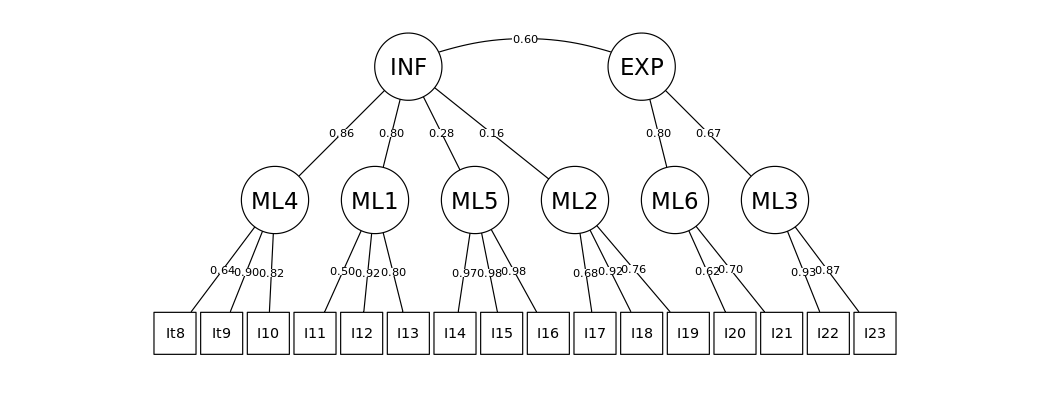 0.60
INF EXP
0.86 0.80 0.28 0.16 0.80 0.67
ML4 ML1 ML5 ML2 ML6 ML3
0.64 0.90 0.82 0.50 0.92 0.80 0.97 0.98 0.98 0.68 0.92 0.76 0.62 0.70 0.93 0.87
It8 It9 I10 I11 I12 I13 I14 I15 I16 I17 I18 I19 I20 I21 I22 I23